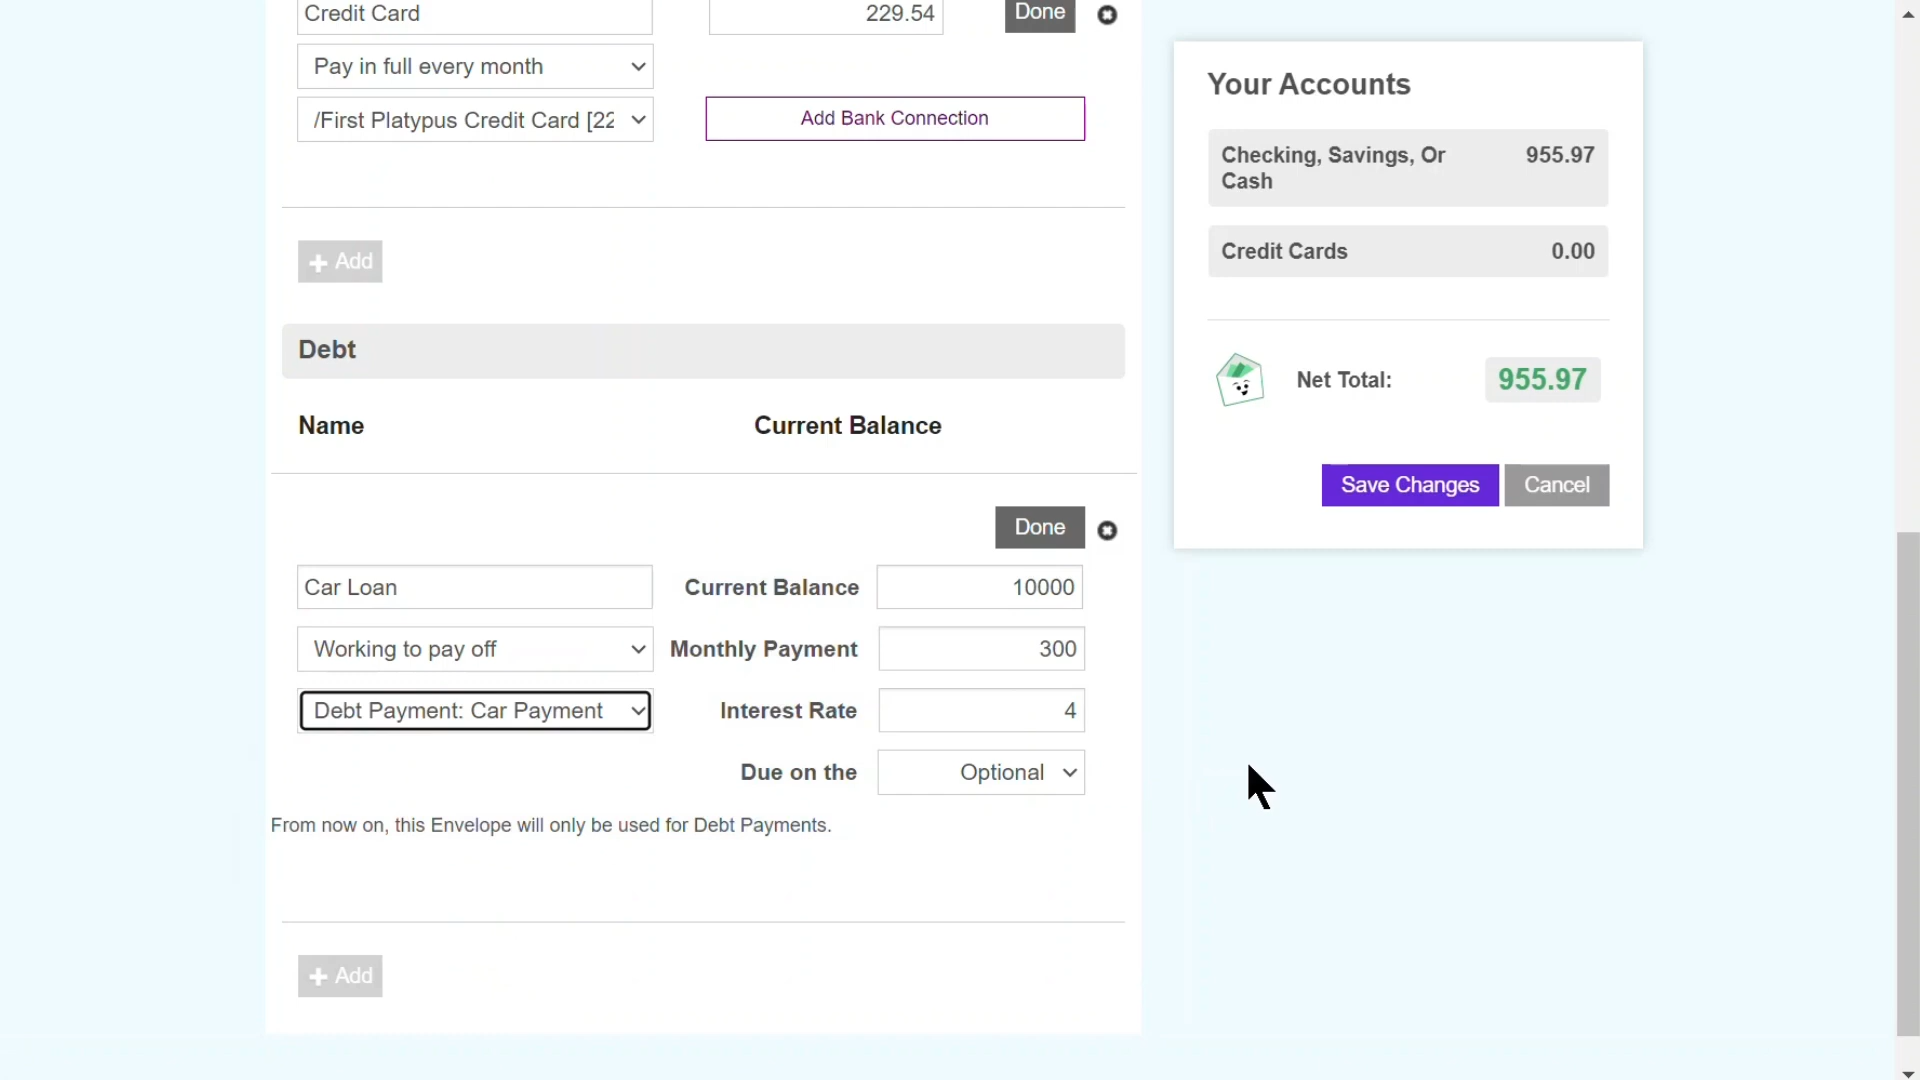 Credit Card 229.54 Done
Pay in full every month
/First Platypus Credit Card [22 Add Bank Connection
Add
Debt
Name Current Balance
Done
Car Loan Current Balance 10000
Working to pay off Monthly Payment 300
Debt Payment: Car Payment Interest Rate 4
Due on the Optional
From now on, this Envelope will only be used for Debt Payments.
Add
Your Accounts
Checking, Savings, Or 955.97
Cash
Credit Cards 0.00
Net Total: 955.97
Save Changes Cancel